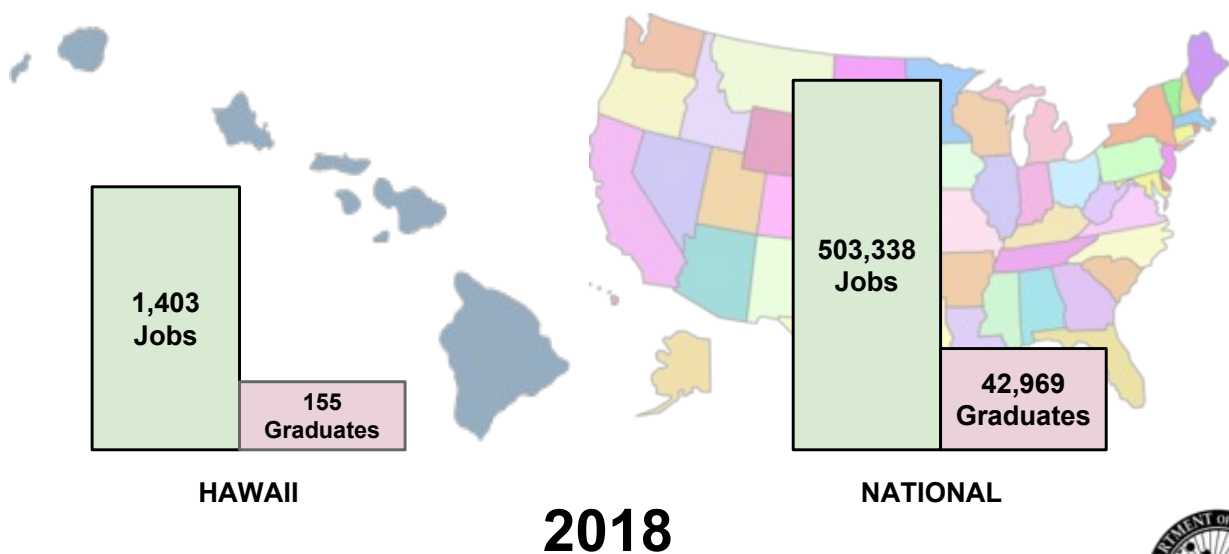 1,403
Jobs
155
Graduates
HAWAII
503,338
Jobs
42,969
Graduates
NATIONAL
2018